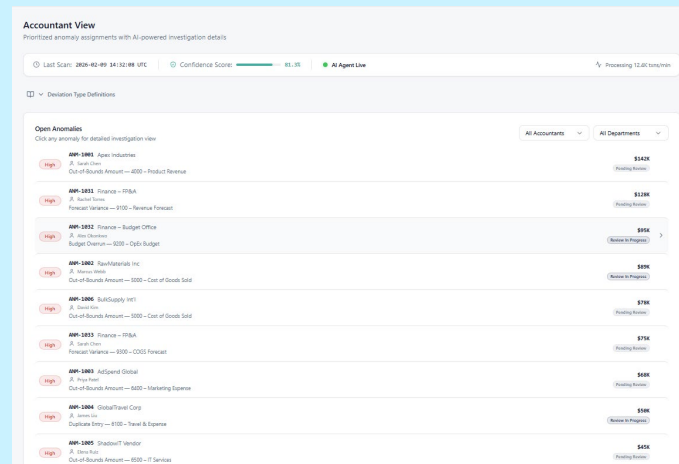 Accountant View
Prioritized anomaly assignments with AI-powered investigation details
Last Scan: 2026-02-09 14:32:08 UTC Confidence Score: 81.3% AI Agent Live Processing 12.4K txns/min
Deviation Type Definitions
Open Anomalies
Click any anomaly for detailed investigation view
All Accountants All Departments
High ANM-1001 Apex Industries $142K
Sarah Chen Pending Review
Out-of-Bounds Amount — 4000 – Product Revenue
High ANM-1031 Finance – FP&A $128K
Rachel Torres Pending Review
Forecast Variance — 9100 – Revenue Forecast
High ANM-1032 Finance – Budget Office $95K
Alex Okonkwo Review In Progress
Budget Overrun — 9200 – OpEx Budget
High ANM-1002 RawMaterials Inc $89K
Marcus Webb Review In Progress
Out-of-Bounds Amount — 5000 – Cost of Goods Sold
High ANM-1006 BulkSupply Int'l $78K
David Kim Pending Review
Out-of-Bounds Amount — 5000 – Cost of Goods Sold
High ANM-1033 Finance – FP&A $75K
Sarah Chen Pending Review
Forecast Variance — 9300 – COGS Forecast
High ANM-1003 AdSpend Global $68K
Priya Patel Pending Review
Out-of-Bounds Amount — 6400 – Marketing Expense
High ANM-1004 GlobalTravel Corp $50K
James Liu Review In Progress
Duplicate Entry — 6100 – Travel & Expense
High ANM-1005 ShadowIT Vendor $45K
Elena Ruiz Pending Review
Out-of-Bounds Amount — 6500 – IT Services